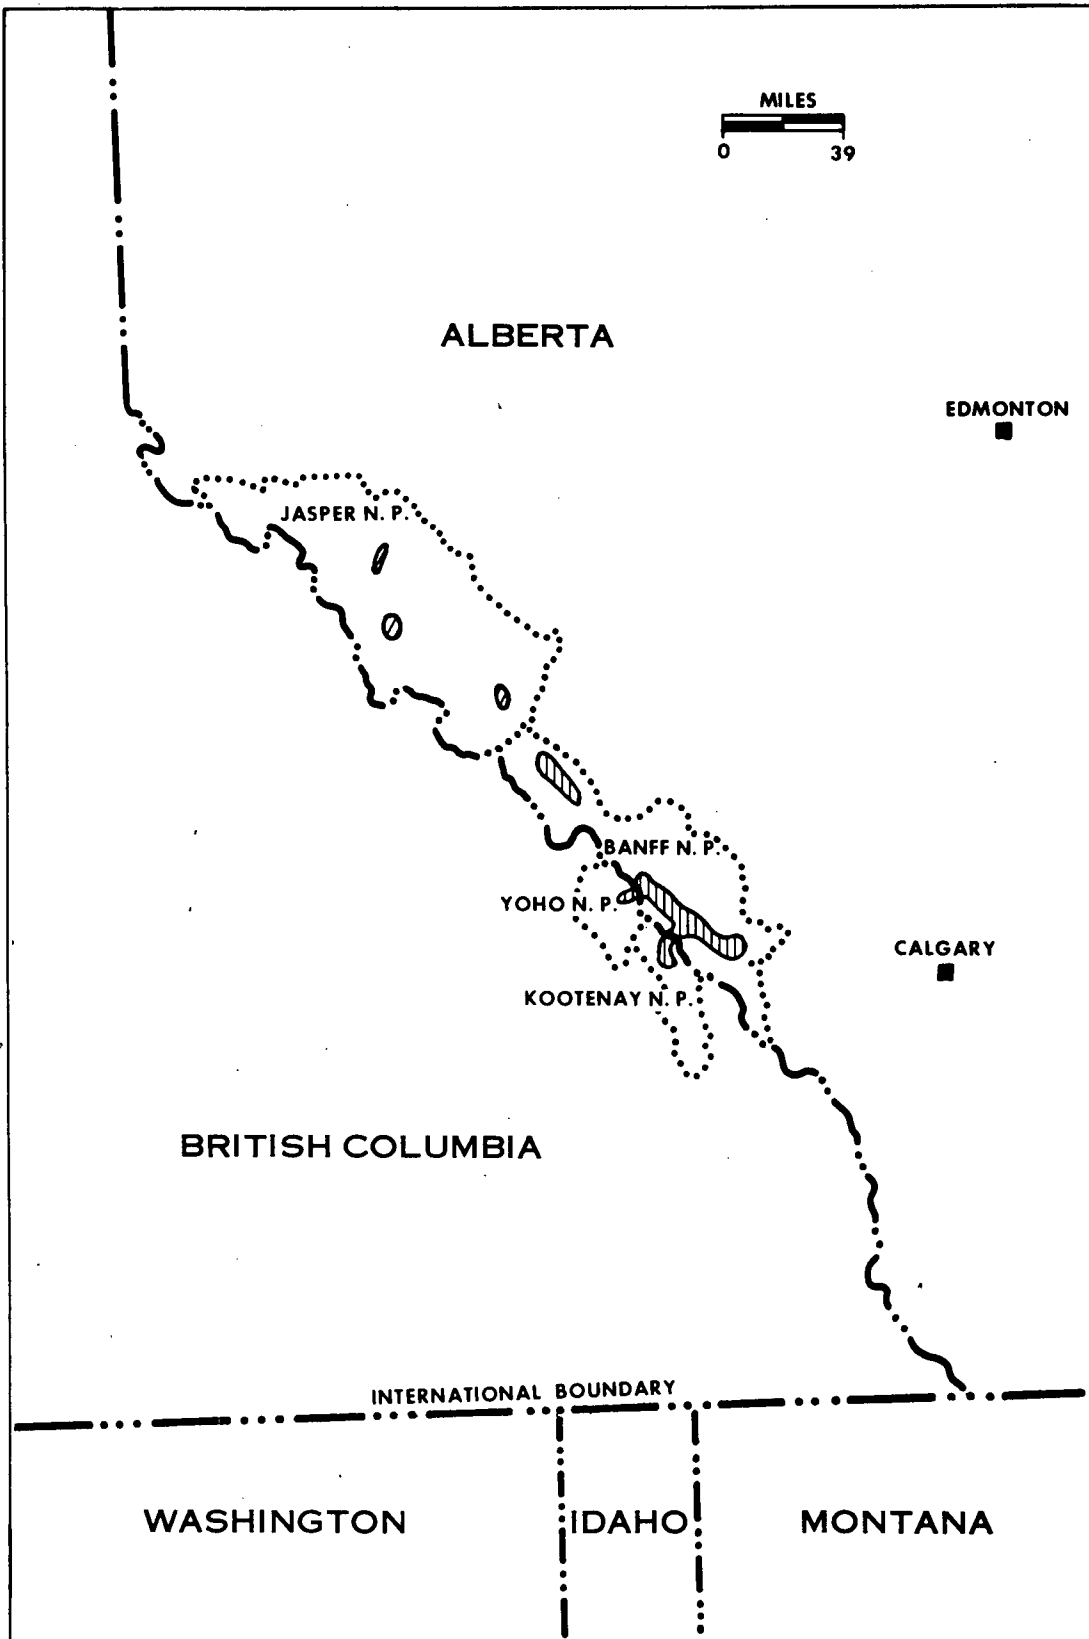 MILES
0 39
ALBERTA
EDMONTON
JASPER N. P.
BANFF N. P.
YOHO N. P.
CALGARY
KOOTENAY N. P.
BRITISH COLUMBIA
INTERNATIONAL BOUNDARY
WASHINGTON
IDAHO
MONTANA